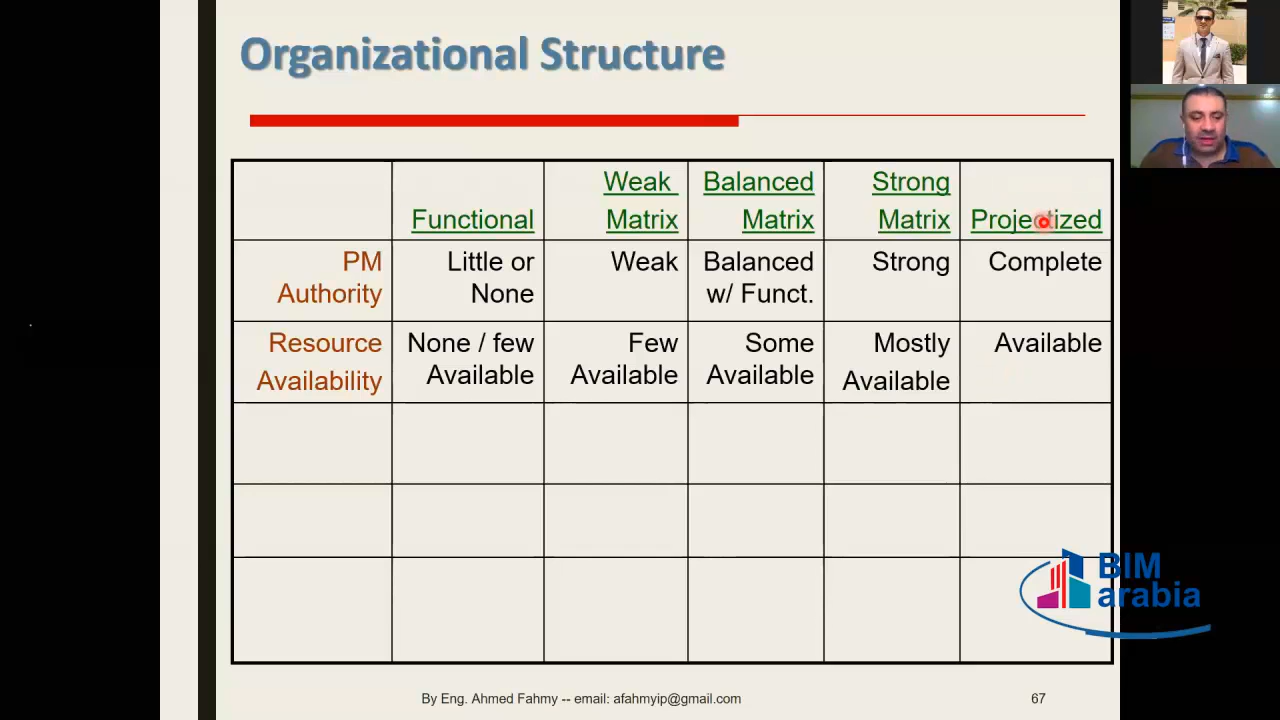 Organizational Structure
Functional
Weak
Matrix
Balanced
Matrix
Strong
Matrix
Projectized
PM
Authority
Little or
None
Weak
Balanced
w/ Funct.
Strong
Complete
Resource
Availability
None / few
Available
Few
Available
Some
Available
Mostly
Available
Available
BIM
arabia
By Eng. Ahmed Fahmy -- email: afahmyip@gmail.com
67